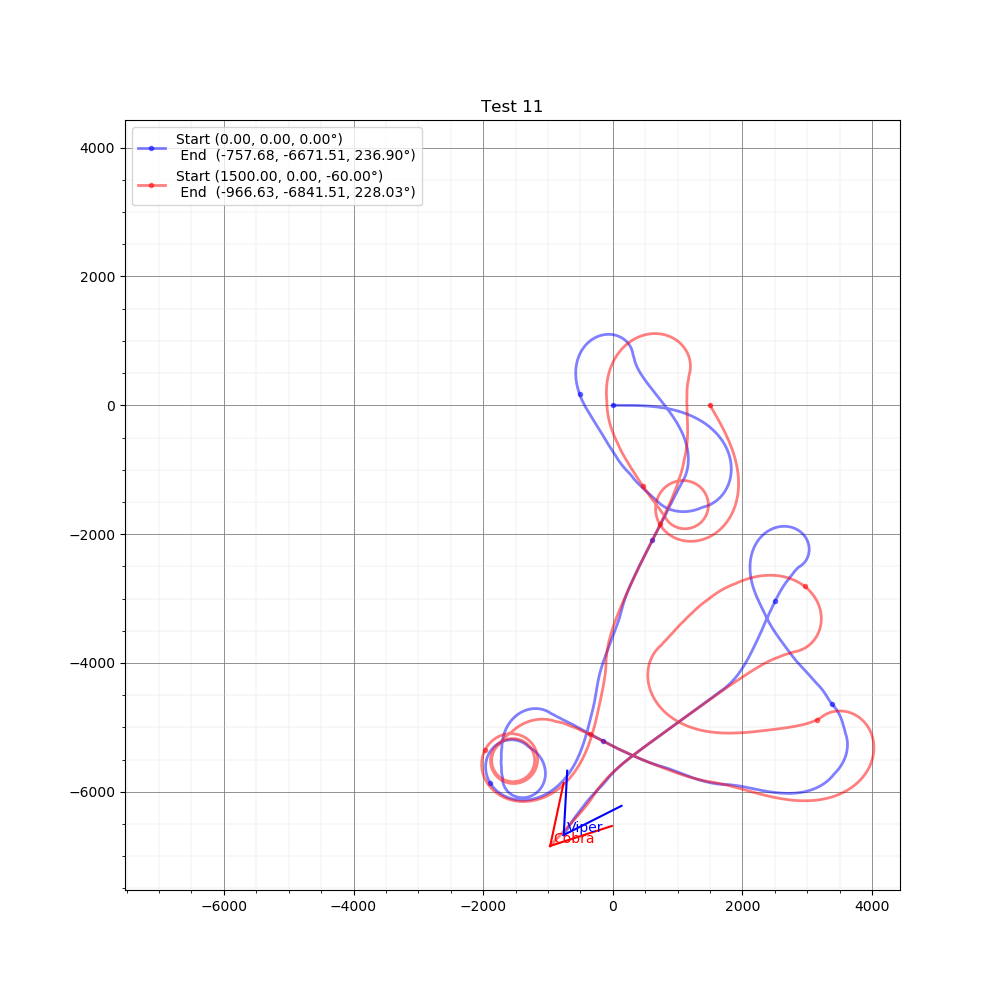 Test 11
Start (0.00, 0.00, 0.00°)
End (-757.68, -6671.51, 236.90°)
Start (1500.00, 0.00, -60.00°)
End (-966.63, -6841.51, 228.03°)
4000
2000
0
−2000
−4000
−6000
Viper
Cobra
−6000
−4000
−2000
0
2000
4000